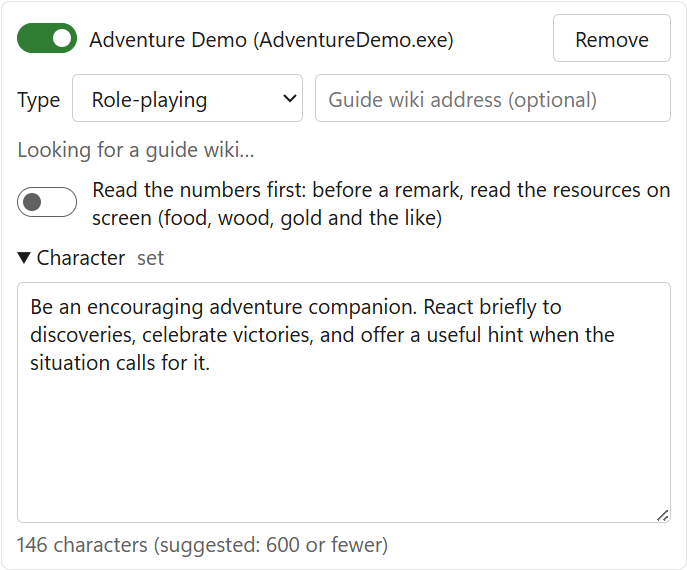 Adventure Demo (AdventureDemo.exe)
Remove
Type
Role-playing
Guide wiki address (optional)
Looking for a guide wiki...
Read the numbers first: before a remark, read the resources on
screen (food, wood, gold and the like)
Character set
Be an encouraging adventure companion. React briefly to
discoveries, celebrate victories, and offer a useful hint when the
situation calls for it.
146 characters (suggested: 600 or fewer)